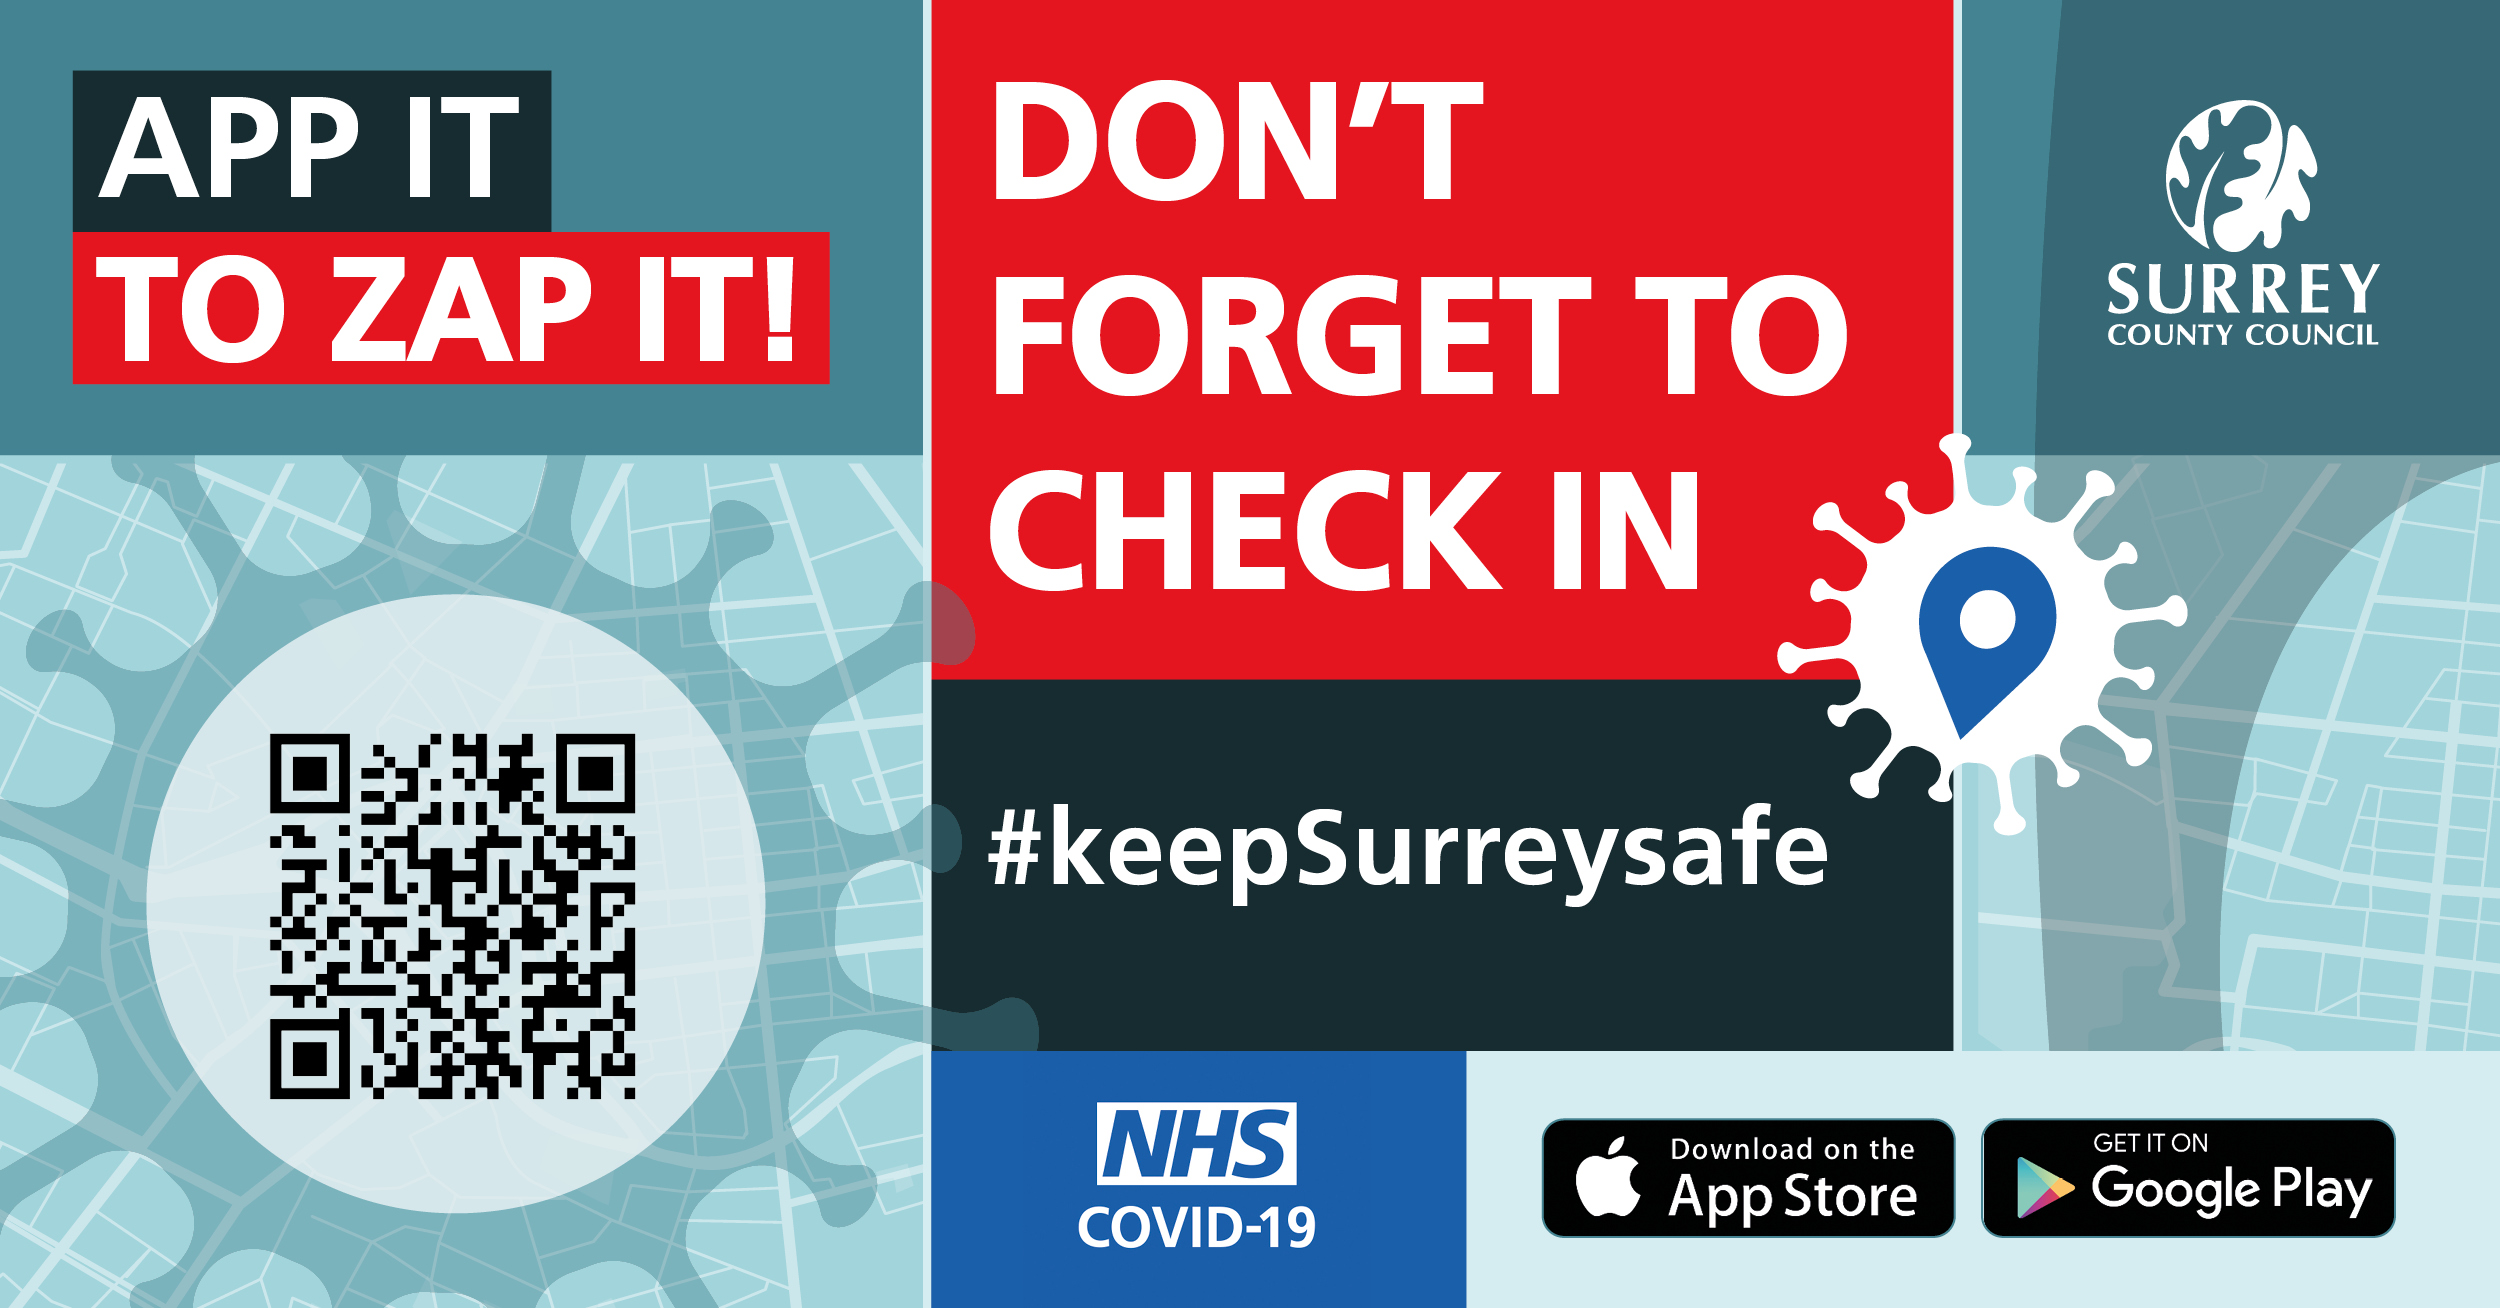 APP IT
TO ZAP IT!
DON'T
FORGET TO
CHECK IN
SURREY
COUNTY COUNCIL
#keepSurreysafe
NHS
COVID-19
Download on the
App Store
GET IT ON
Google Play